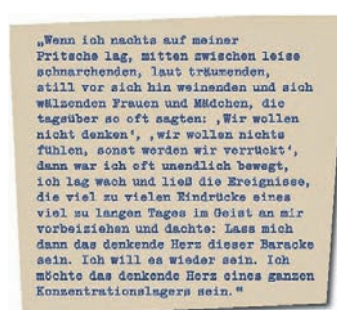 „Wenn ich nachts auf meiner
Pritsche lag, mitten zwischen leise
schnarchenden, laut träumenden,
still vor sich hin weinenden und sich
wälzenden Frauen und Mädchen, die
tagsüber so oft sagten: ‚Wir wollen
nicht denken‘, ‚wir wollen nichts
fühlen, sonst werden wir verrückt‘,
dann war ich oft unendlich bewegt,
ich lag wach und ließ die Ereignisse,
die viel zu vielen Eindrücke eines
viel zu langen Tages im Geist an mir
vorbeiziehen und dachte: Lass mich
dann das denkende Herz dieser Baracke
sein. Ich will es wieder sein. Ich
möchte das denkende Herz eines ganzen
Konzentrationslagers sein.“